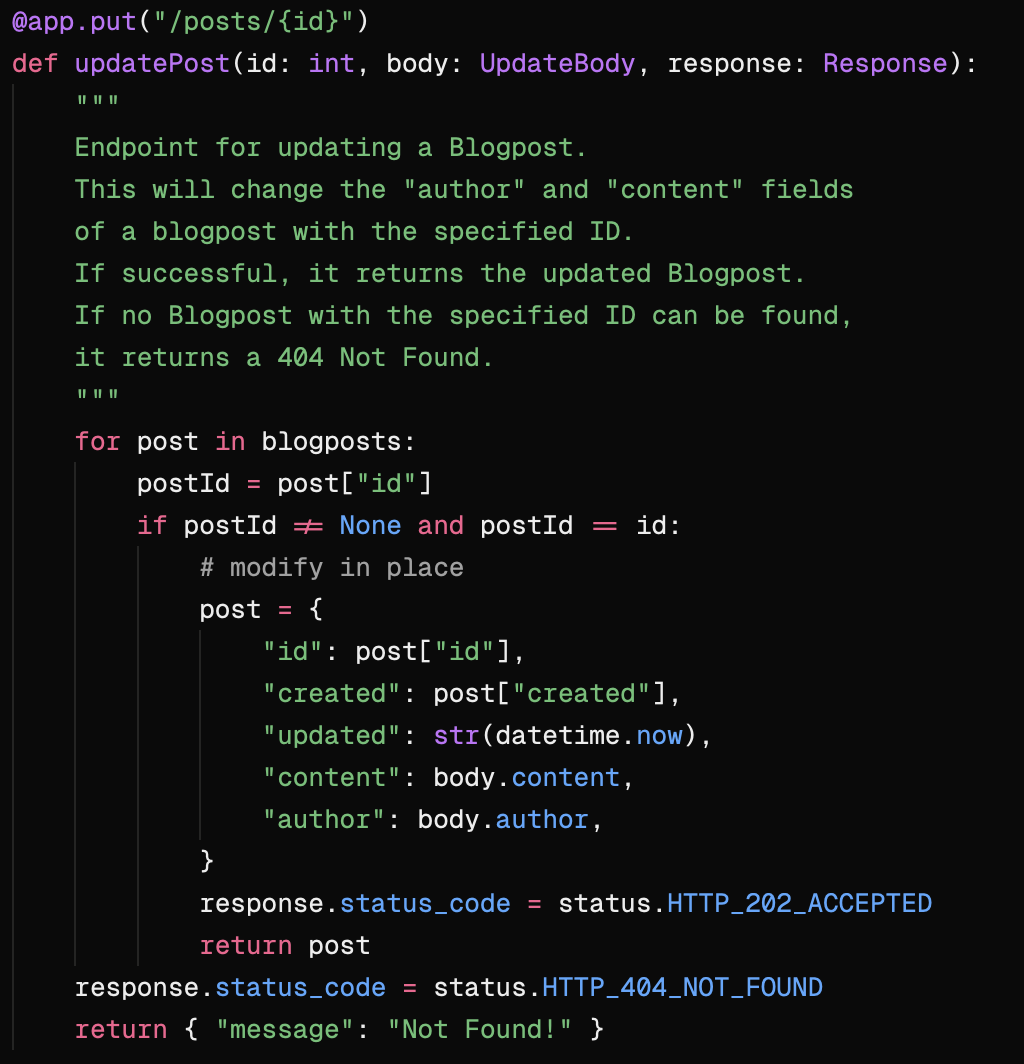 @app.put("/posts/{id}")
def updatePost(id: int, body: UpdateBody, response: Response):
    """
    Endpoint for updating a Blogpost.
    This will change the "author" and "content" fields
    of a blogpost with the specified ID.
    If successful, it returns the updated Blogpost.
    If no Blogpost with the specified ID can be found,
    it returns a 404 Not Found.
    """
    for post in blogposts:
        postId = post["id"]
        if postId != None and postId == id:
            # modify in place
            post = {
                "id": post["id"],
                "created": post["created"],
                "updated": str(datetime.now),
                "content": body.content,
                "author": body.author,
            }
            response.status_code = status.HTTP_202_ACCEPTED
            return post
    response.status_code = status.HTTP_404_NOT_FOUND
    return { "message": "Not Found!" }